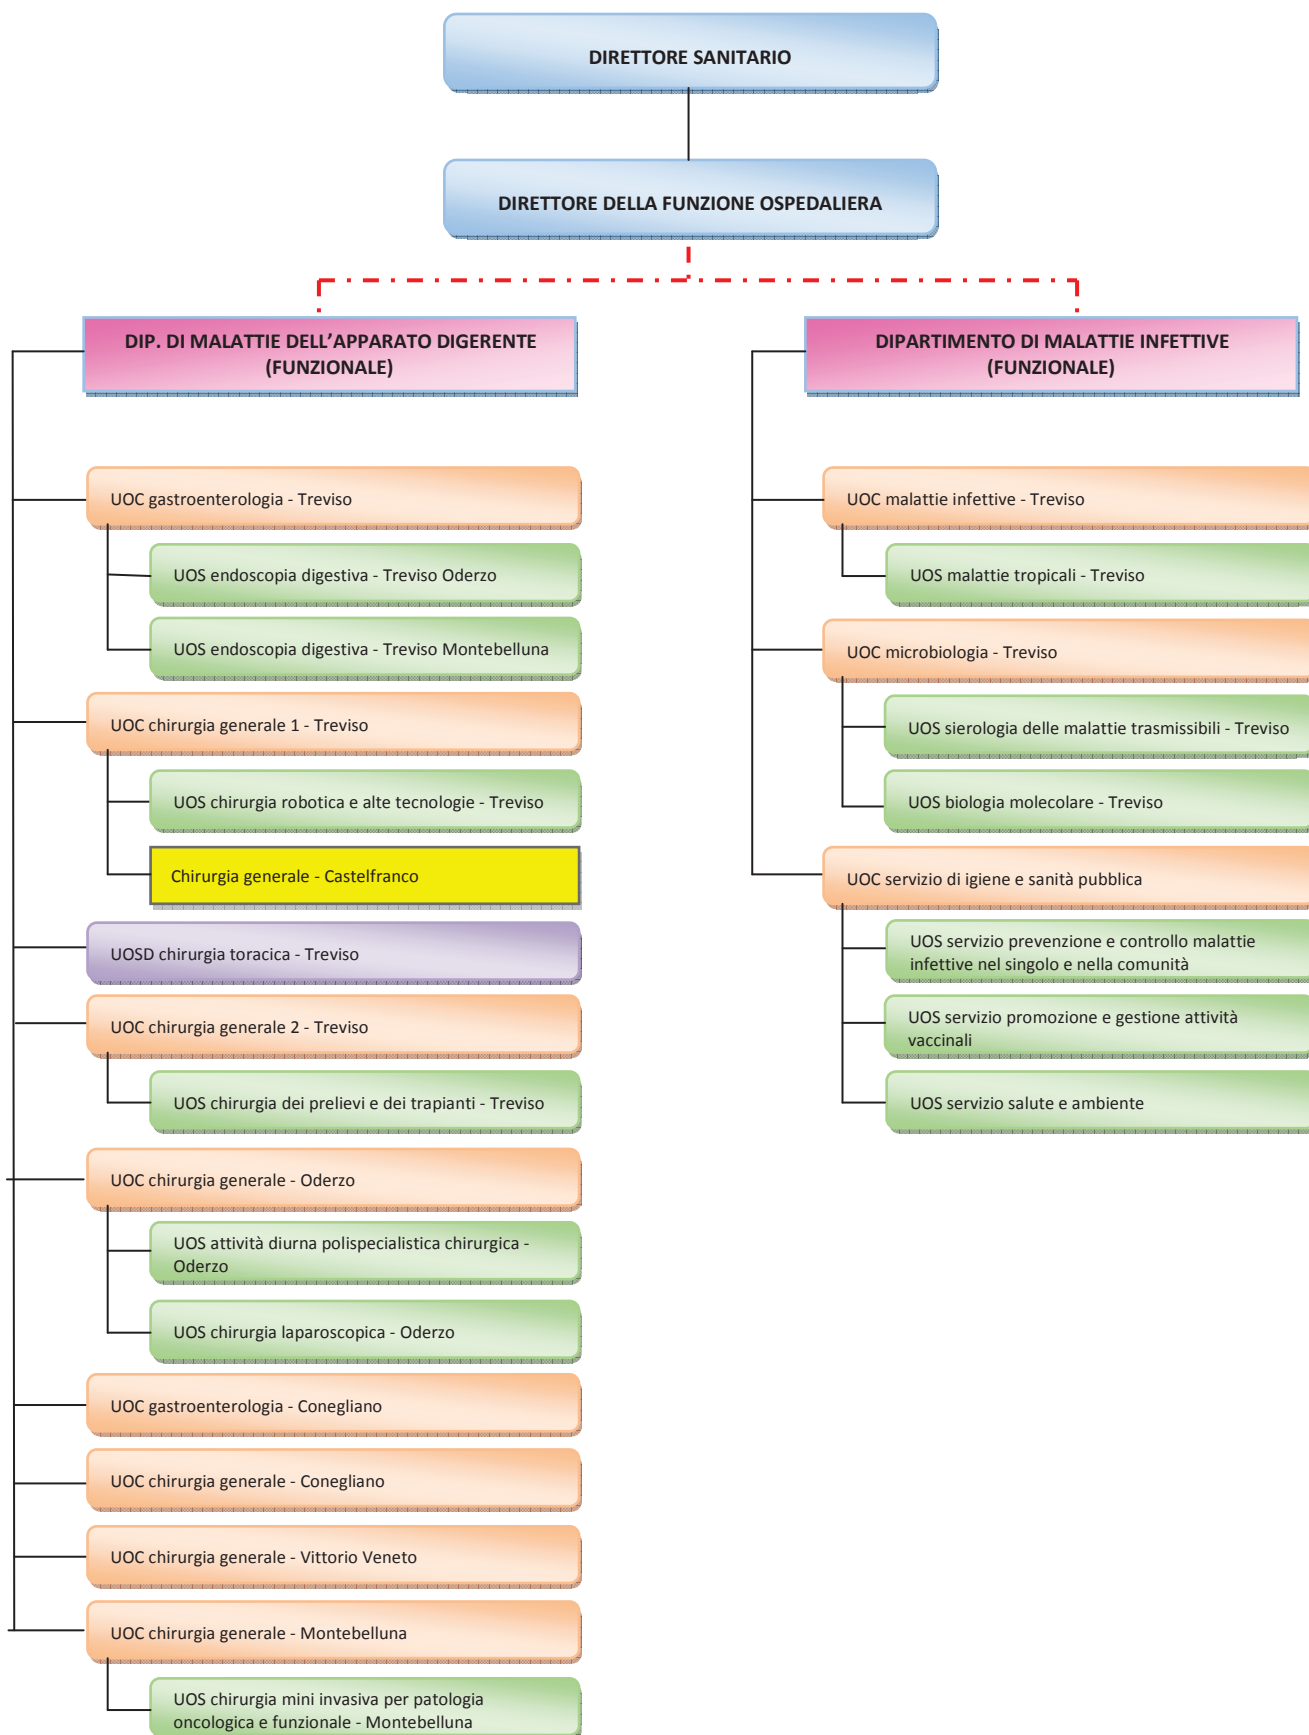 DIRETTORE SANITARIO
DIRETTORE DELLA FUNZIONE OSPEDALIERA
DIP. DI MALATTIE DELL’APPARATO DIGERENTE
(FUNZIONALE)
UOC gastroenterologia - Treviso
UOS endoscopia digestiva - Treviso Oderzo
UOS endoscopia digestiva - Treviso Montebelluna
UOC chirurgia generale 1 - Treviso
UOS chirurgia robotica e alte tecnologie - Treviso
Chirurgia generale - Castelfranco
UOSD chirurgia toracica - Treviso
UOC chirurgia generale 2 - Treviso
UOS chirurgia dei prelievi e dei trapianti - Treviso
UOC chirurgia generale - Oderzo
UOS attività diurna polispecialistica chirurgica -
Oderzo
UOS chirurgia laparoscopica - Oderzo
UOC gastroenterologia - Conegliano
UOC chirurgia generale - Conegliano
UOC chirurgia generale - Vittorio Veneto
UOC chirurgia generale - Montebelluna
UOS chirurgia mini invasiva per patologia
oncologica e funzionale - Montebelluna
DIPARTIMENTO DI MALATTIE INFETTIVE
(FUNZIONALE)
UOC malattie infettive - Treviso
UOS malattie tropicali - Treviso
UOC microbiologia - Treviso
UOS sierologia delle malattie trasmissibili - Treviso
UOS biologia molecolare - Treviso
UOC servizio di igiene e sanità pubblica
UOS servizio prevenzione e controllo malattie
infettive nel singolo e nella comunità
UOS servizio promozione e gestione attività
vaccinali
UOS servizio salute e ambiente